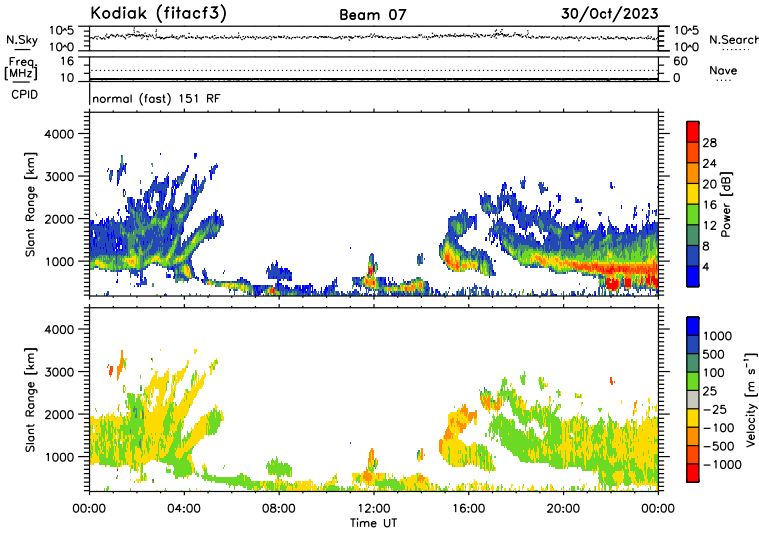 Kodiak (fitacf3) Beam 07 30/Oct/2023
N.Sky 10^5 10^0 10^5 10^0 N.Search
Freq. [MHz] 16 10 60 0 Nave
CPID normal (fast) 151 RF
Slant Range [km] 4000 3000 2000 1000
Power [dB] 28 24 20 16 12 8 4
Slant Range [km] 4000 3000 2000 1000
Velocity [m s⁻¹] 1000 500 100 25 −25 −100 −500 −1000
00:00 04:00 08:00 12:00 16:00 20:00 00:00
Time UT